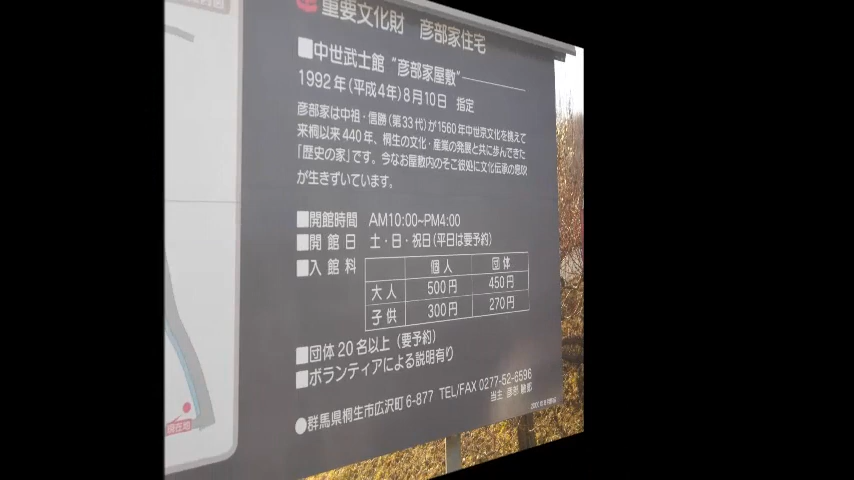 重要文化財 彦部家住宅
■中世武士館 "彦部家屋敷"
1992年(平成4年)8月10日 指定
彦部家は中祖・信勝(第33代)が1560年中世京文化を携えて
来桐以来440年、桐生の文化・産業の発展と共に歩んできた
「歴史の家」です。今なお屋敷内のそこ彼処に文化伝承の息吹
が生きずいています。
■開館時間 AM10:00~PM4:00
■開館日 土・日・祝日(平日は要予約)
■入館料 個人 団体
大人 500円 450円
子供 300円 270円
■団体20名以上(要予約)
■ボランティアによる説明有り
●群馬県桐生市広沢町6-877 TEL/FAX 0277-52-6596
当主 彦部
現在地